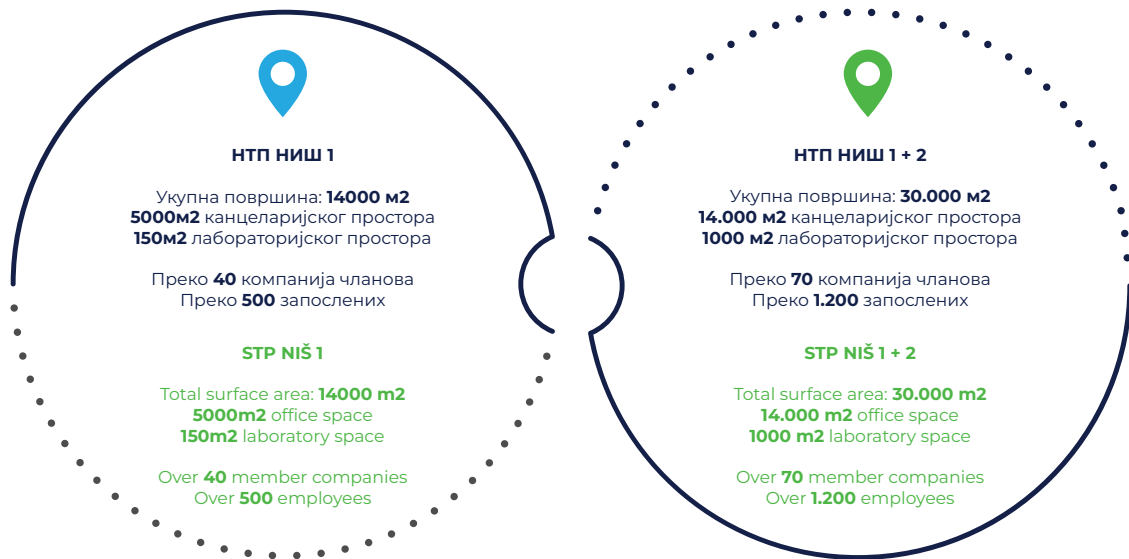 НТП НИШ 1
Укупна површина: 14000 м2
5000м2 канцеларијског простора
150м2 лабораторијског простора
Преко 40 компанија чланова
Преко 500 запослених
STP NIŠ 1
Total surface area: 14000 m2
5000m2 office space
150m2 laboratory space
Over 40 member companies
Over 500 employees
НТП НИШ 1 + 2
Укупна површина: 30.000 м2
14.000 м2 канцеларијског простора
1000 м2 лабораторијског простора
Преко 70 компанија чланова
Преко 1.200 запослених
STP NIŠ 1 + 2
Total surface area: 30.000 m2
14.000 m2 office space
1000 m2 laboratory space
Over 70 member companies
Over 1.200 employees